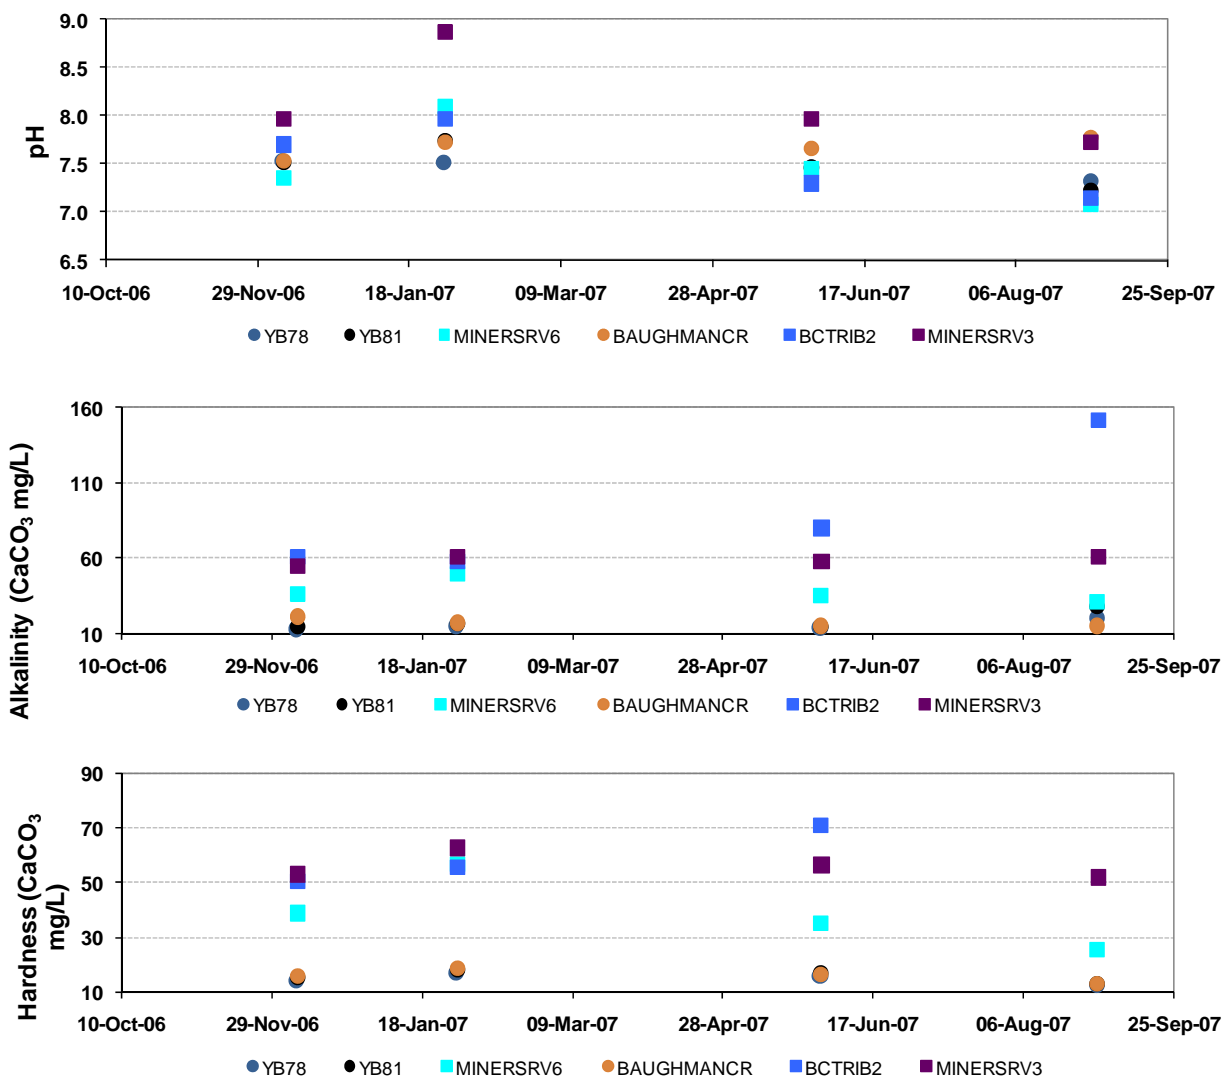 9.0
8.5
8.0
7.5
7.0
6.5
pH
10-Oct-06 29-Nov-06 18-Jan-07 09-Mar-07 28-Apr-07 17-Jun-07 06-Aug-07 25-Sep-07
YB78 YB81 MINERSRV6 BAUGHMANCR BCTRIB2 MINERSRV3
160
110
60
10
Alkalinity (CaCO3 mg/L)
10-Oct-06 29-Nov-06 18-Jan-07 09-Mar-07 28-Apr-07 17-Jun-07 06-Aug-07 25-Sep-07
YB78 YB81 MINERSRV6 BAUGHMANCR BCTRIB2 MINERSRV3
90
70
50
30
10
Hardness (CaCO3
mg/L)
10-Oct-06 29-Nov-06 18-Jan-07 09-Mar-07 28-Apr-07 17-Jun-07 06-Aug-07 25-Sep-07
YB78 YB81 MINERSRV6 BAUGHMANCR BCTRIB2 MINERSRV3